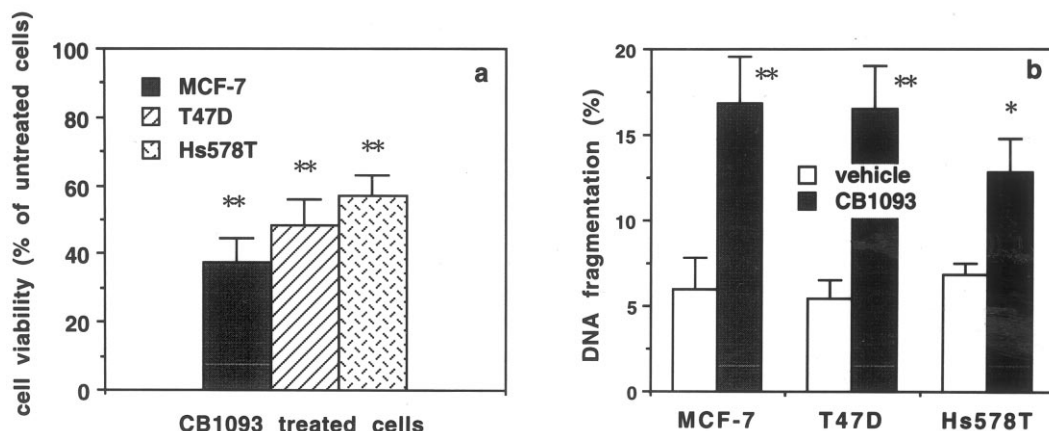 cell viability (% of untreated cells)
100
80
60
40
20
0
a
MCF-7
T47D
Hs578T
**
**
**
CB1093 treated cells
DNA fragmentation (%)
20
15
10
5
0
b
**
**
*
vehicle
CB1093
MCF-7 T47D Hs578T